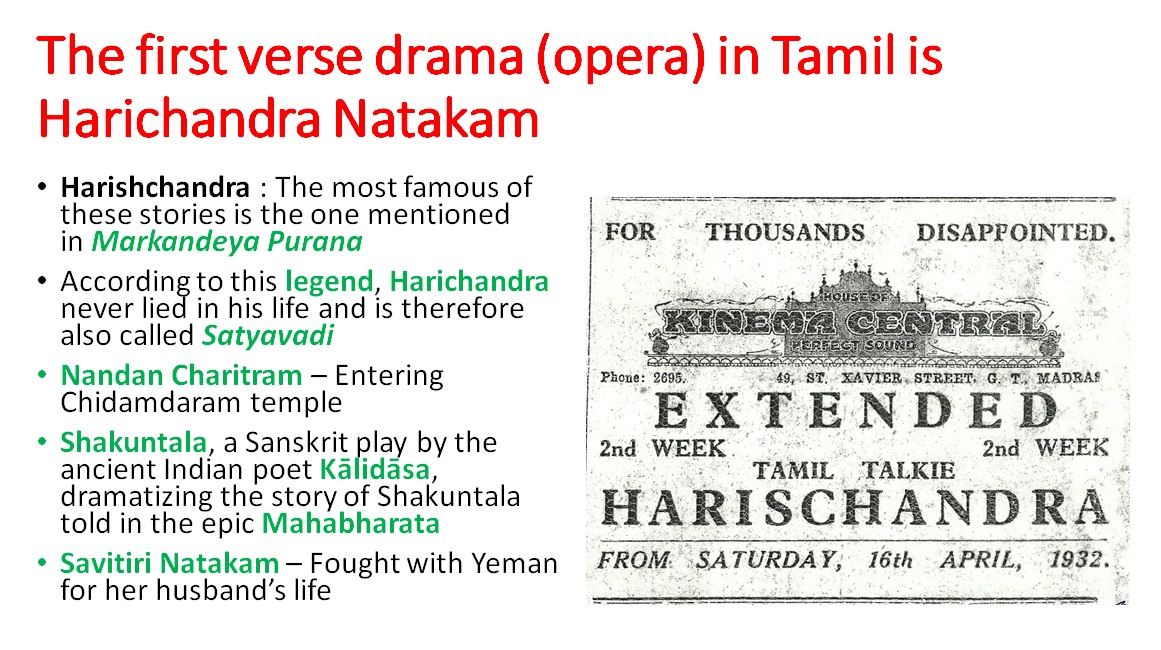 The first verse drama (opera) in Tamil is
Harichandra Natakam
• Harishchandra : The most famous of
these stories is the one mentioned
in Markandeya Purana
• According to this legend, Harichandra
never lied in his life and is therefore
also called Satyavadi
• Nandan Charitram – Entering
Chidamdaram temple
• Shakuntala, a Sanskrit play by the
ancient Indian poet Kālidāsa,
dramatizing the story of Shakuntala
told in the epic Mahabharata
• Savitiri Natakam – Fought with Yeman
for her husband’s life
FOR THOUSANDS DISAPPOINTED.
HOUSE OF
KINEMA CENTRAL
PERFECT SOUND
Phone: 2695. 49, ST. XAVIER STREET. G. T., MADRAS
EXTENDED
2nd WEEK 2nd WEEK
TAMIL TALKIE
HARISCHANDRA
FROM SATURDAY, 16th APRIL, 1932.